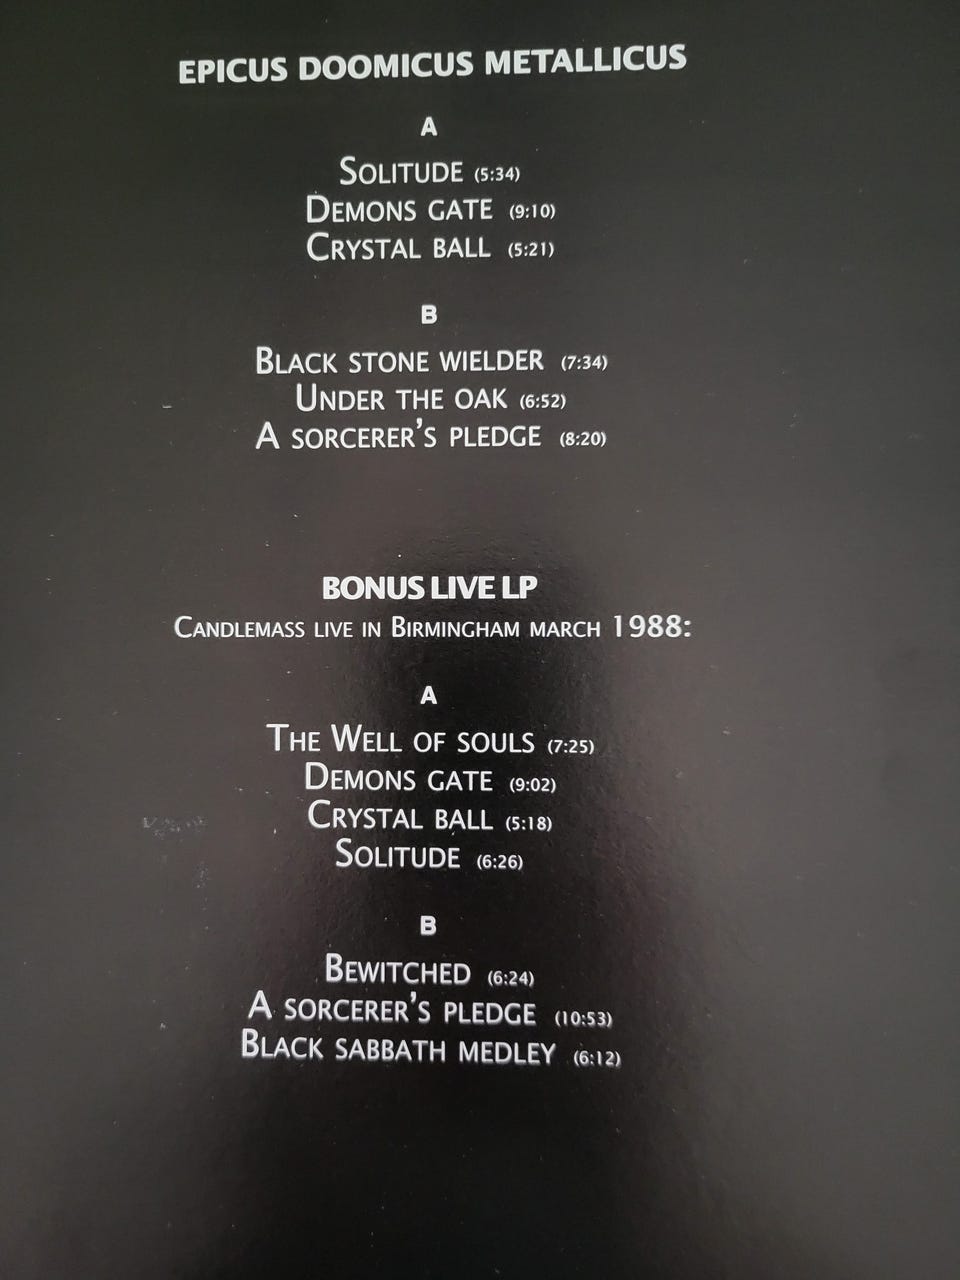 EPICUS DOOMICUS METALLICUS
A
SOLITUDE (5:34)
DEMONS GATE (9:10)
CRYSTAL BALL (5:21)
B
BLACK STONE WIELDER (7:34)
UNDER THE OAK (6:52)
A SORCERER'S PLEDGE (8:20)
BONUS LIVE LP
CANDLEMASS LIVE IN BIRMINGHAM MARCH 1988:
A
THE WELL OF SOULS (7:25)
DEMONS GATE (9:02)
CRYSTAL BALL (5:18)
SOLITUDE (6:26)
B
BEWITCHED (6:24)
A SORCERER'S PLEDGE (10:53)
BLACK SABBATH MEDLEY (6:12)